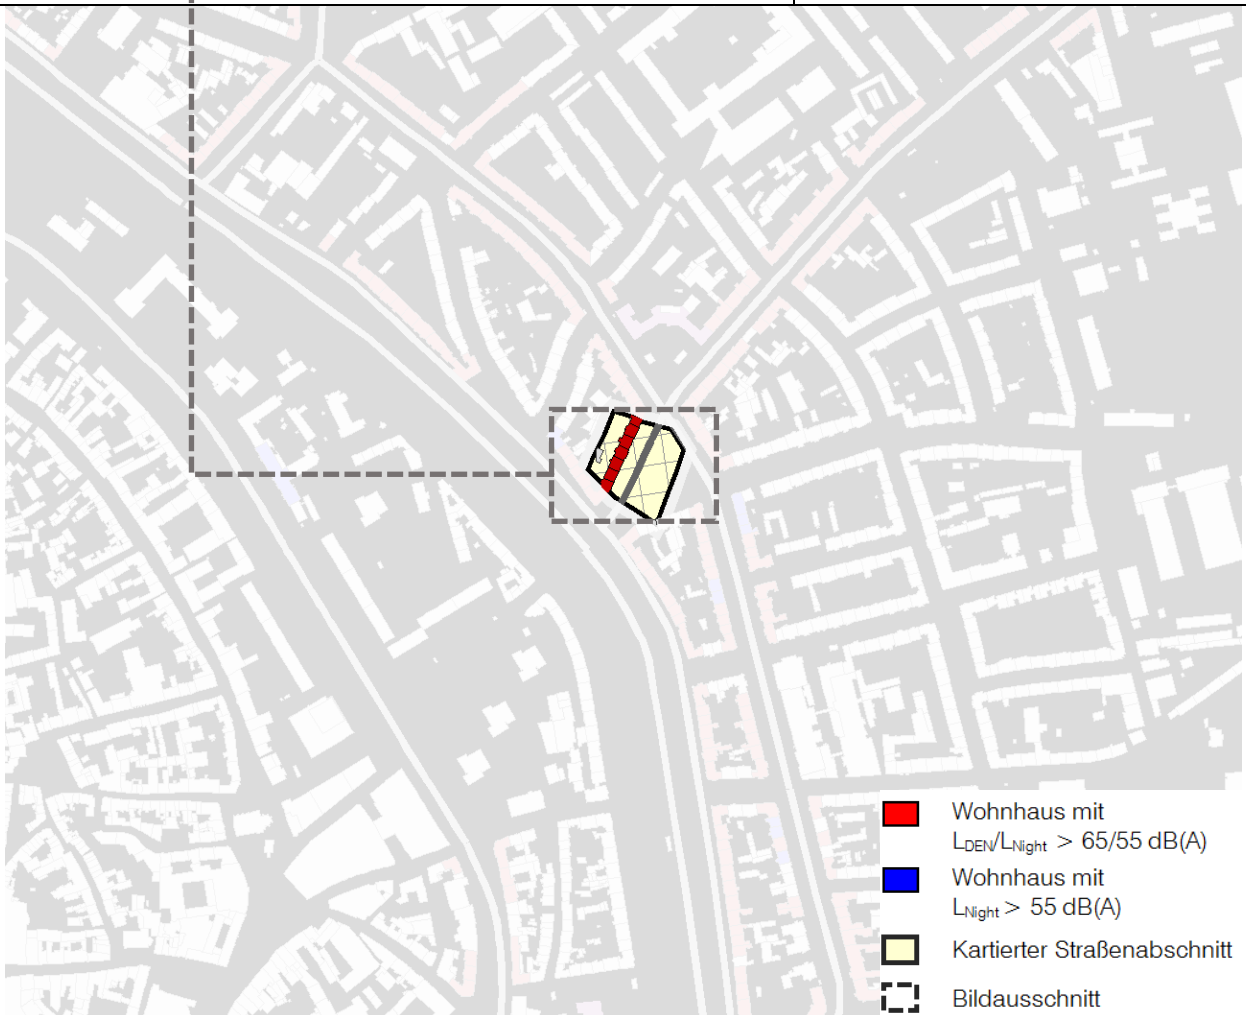 Wohnhaus mit
LDEN/LNight > 65/55 dB(A)
Wohnhaus mit
LNight > 55 dB(A)
Kartierter Straßenabschnitt
Bildausschnitt